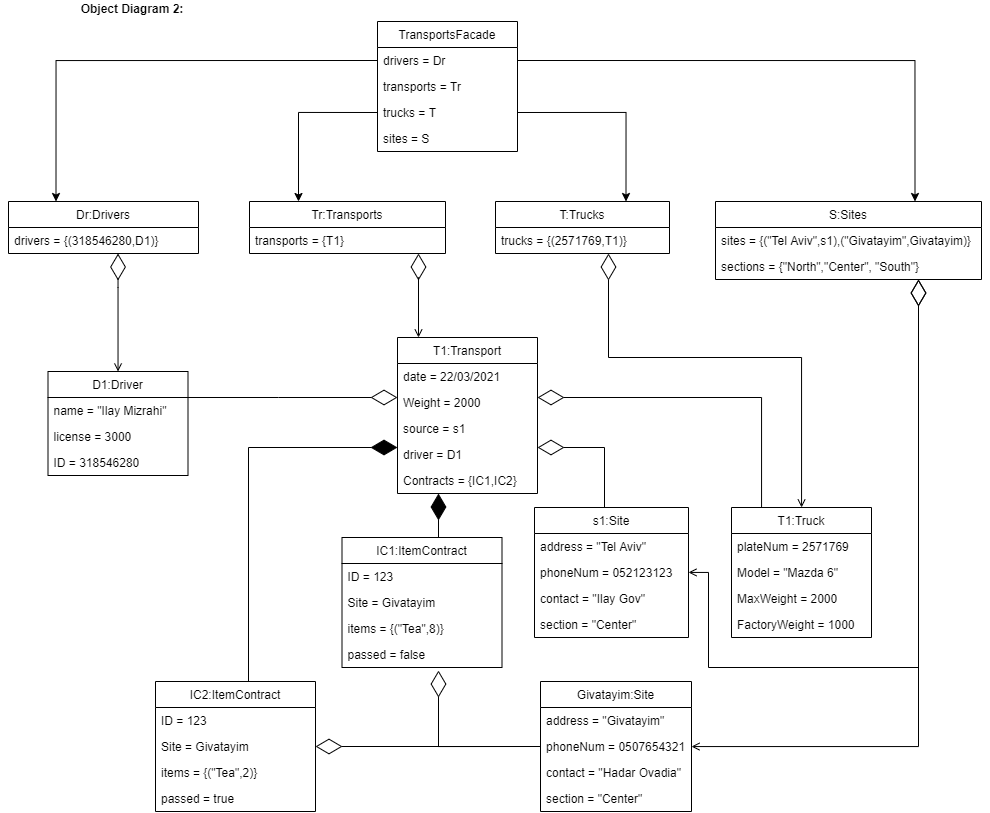 Object Diagram 2:
TransportsFacade
drivers = Dr
transports = Tr
trucks = T
sites = S
Dr:Drivers
drivers = {(318546280,D1)}
Tr:Transports
transports = {T1}
T:Trucks
trucks = {(2571769,T1)}
S:Sites
sites = {("Tel Aviv",s1),("Givatayim",Givatayim)}
sections = {"North","Center", "South"}
D1:Driver
name = "Ilay Mizrahi"
license = 3000
ID = 318546280
T1:Transport
date = 22/03/2021
Weight = 2000
source = s1
driver = D1
Contracts = {IC1,IC2}
s1:Site
address = "Tel Aviv"
phoneNum = 052123123
contact = "Ilay Gov"
section = "Center"
T1:Truck
plateNum = 2571769
Model = "Mazda 6"
MaxWeight = 2000
FactoryWeight = 1000
IC1:ItemContract
ID = 123
Site = Givatayim
items = {("Tea",8)}
passed = false
IC2:ItemContract
ID = 123
Site = Givatayim
items = {("Tea",2)}
passed = true
Givatayim:Site
address = "Givatayim"
phoneNum = 0507654321
contact = "Hadar Ovadia"
section = "Center"